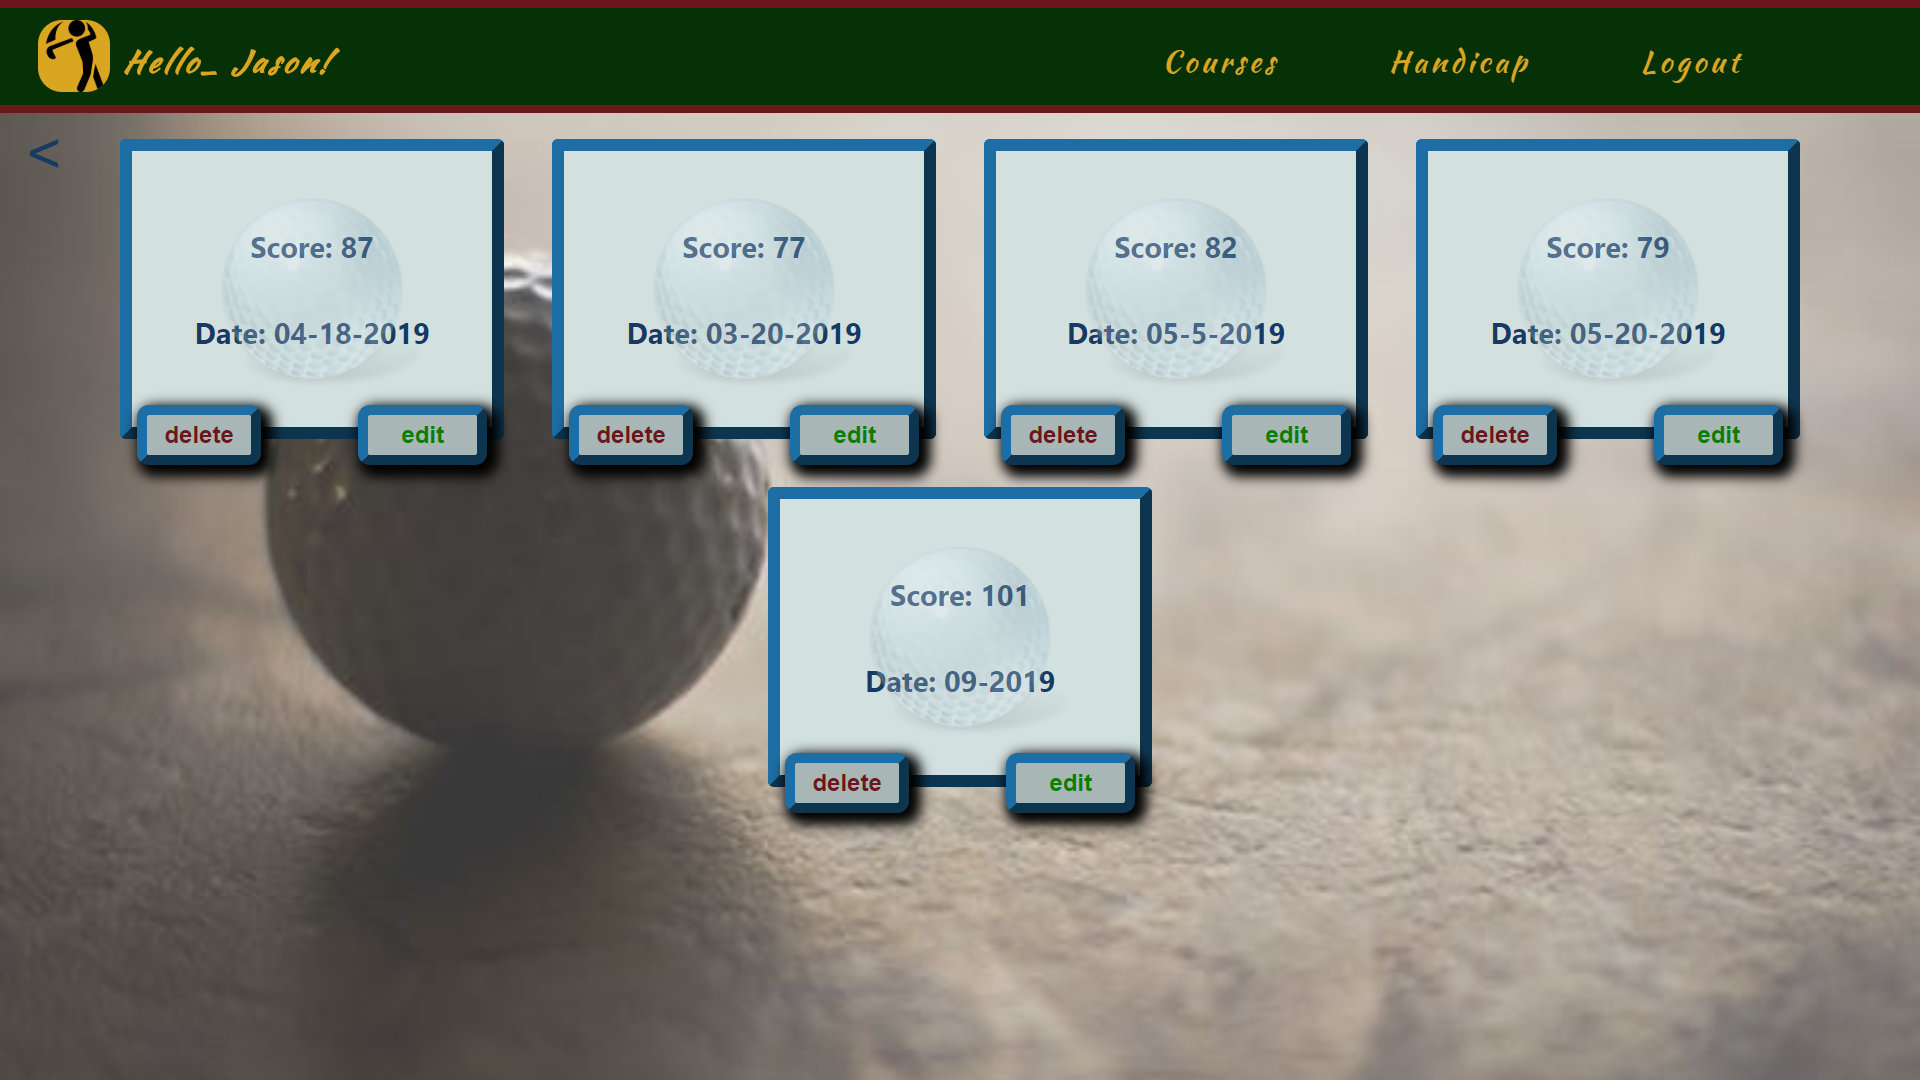 Hello_ Jason!
Courses
Handicap
Logout
<
Score: 87
Date: 04-18-2019
delete
edit
Score: 77
Date: 03-20-2019
delete
edit
Score: 82
Date: 05-5-2019
delete
edit
Score: 79
Date: 05-20-2019
delete
edit
Score: 101
Date: 09-2019
delete
edit